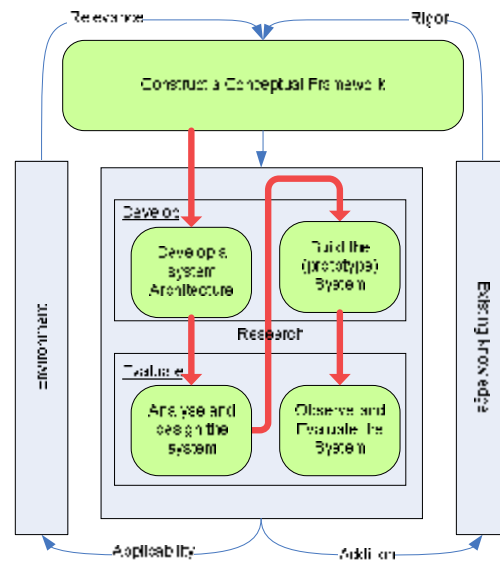 Relevance
Rigor
Construct a Conceptual Framework
Develop
Develop a
system
Architecture
Build the
(prototype)
System
Research
Evaluate
Analyse and
design the
system
Observe and
Evaluate the
System
Environment
Existing Knowledge
Applicability
Addition